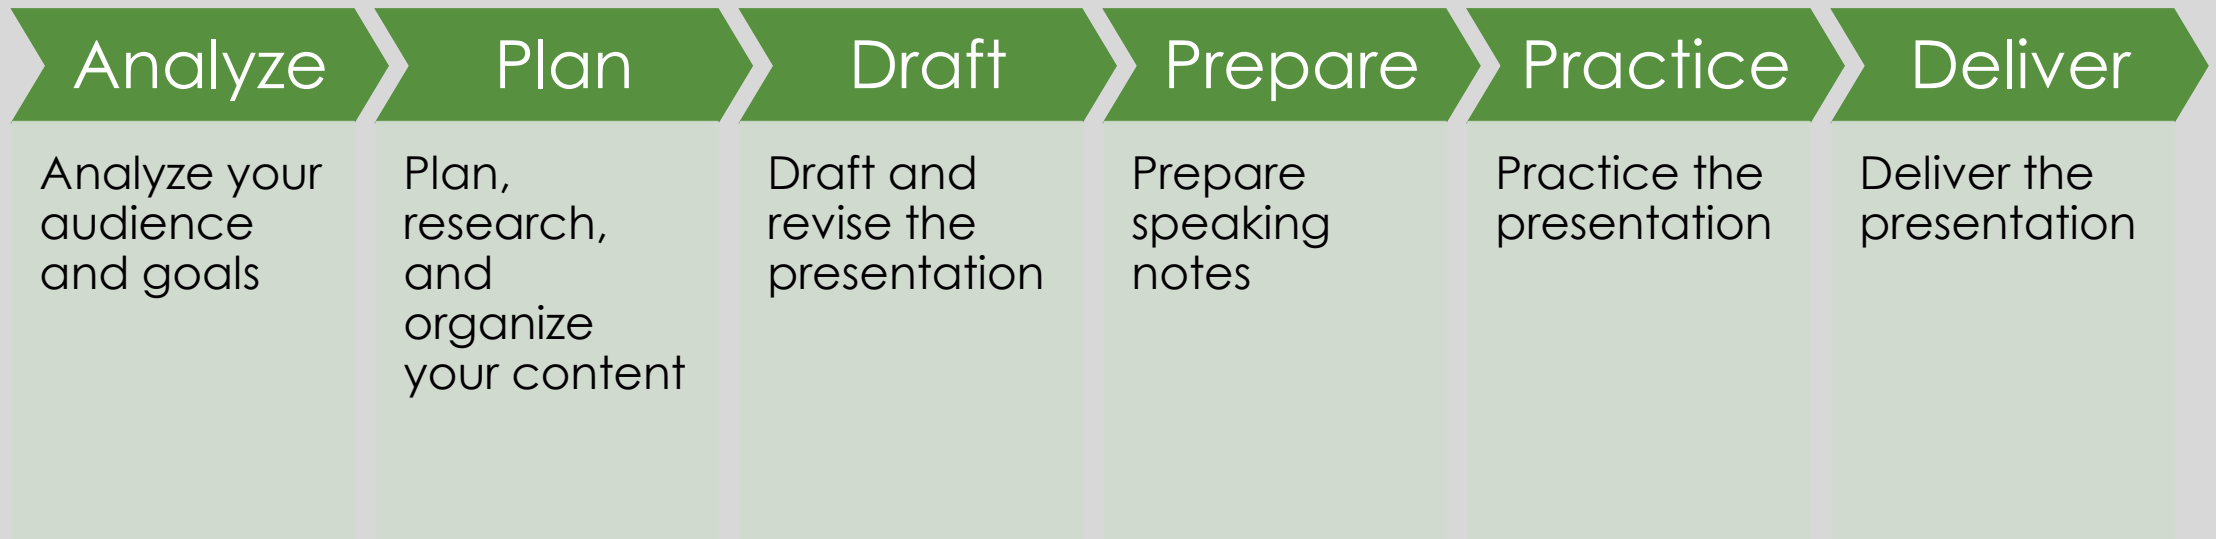 Analyze
Analyze your
audience
and goals
Plan
Plan,
research,
and
organize
your content
Draft
Draft and
revise the
presentation
Prepare
Prepare
speaking
notes
Practice
Practice the
presentation
Deliver
Deliver the
presentation